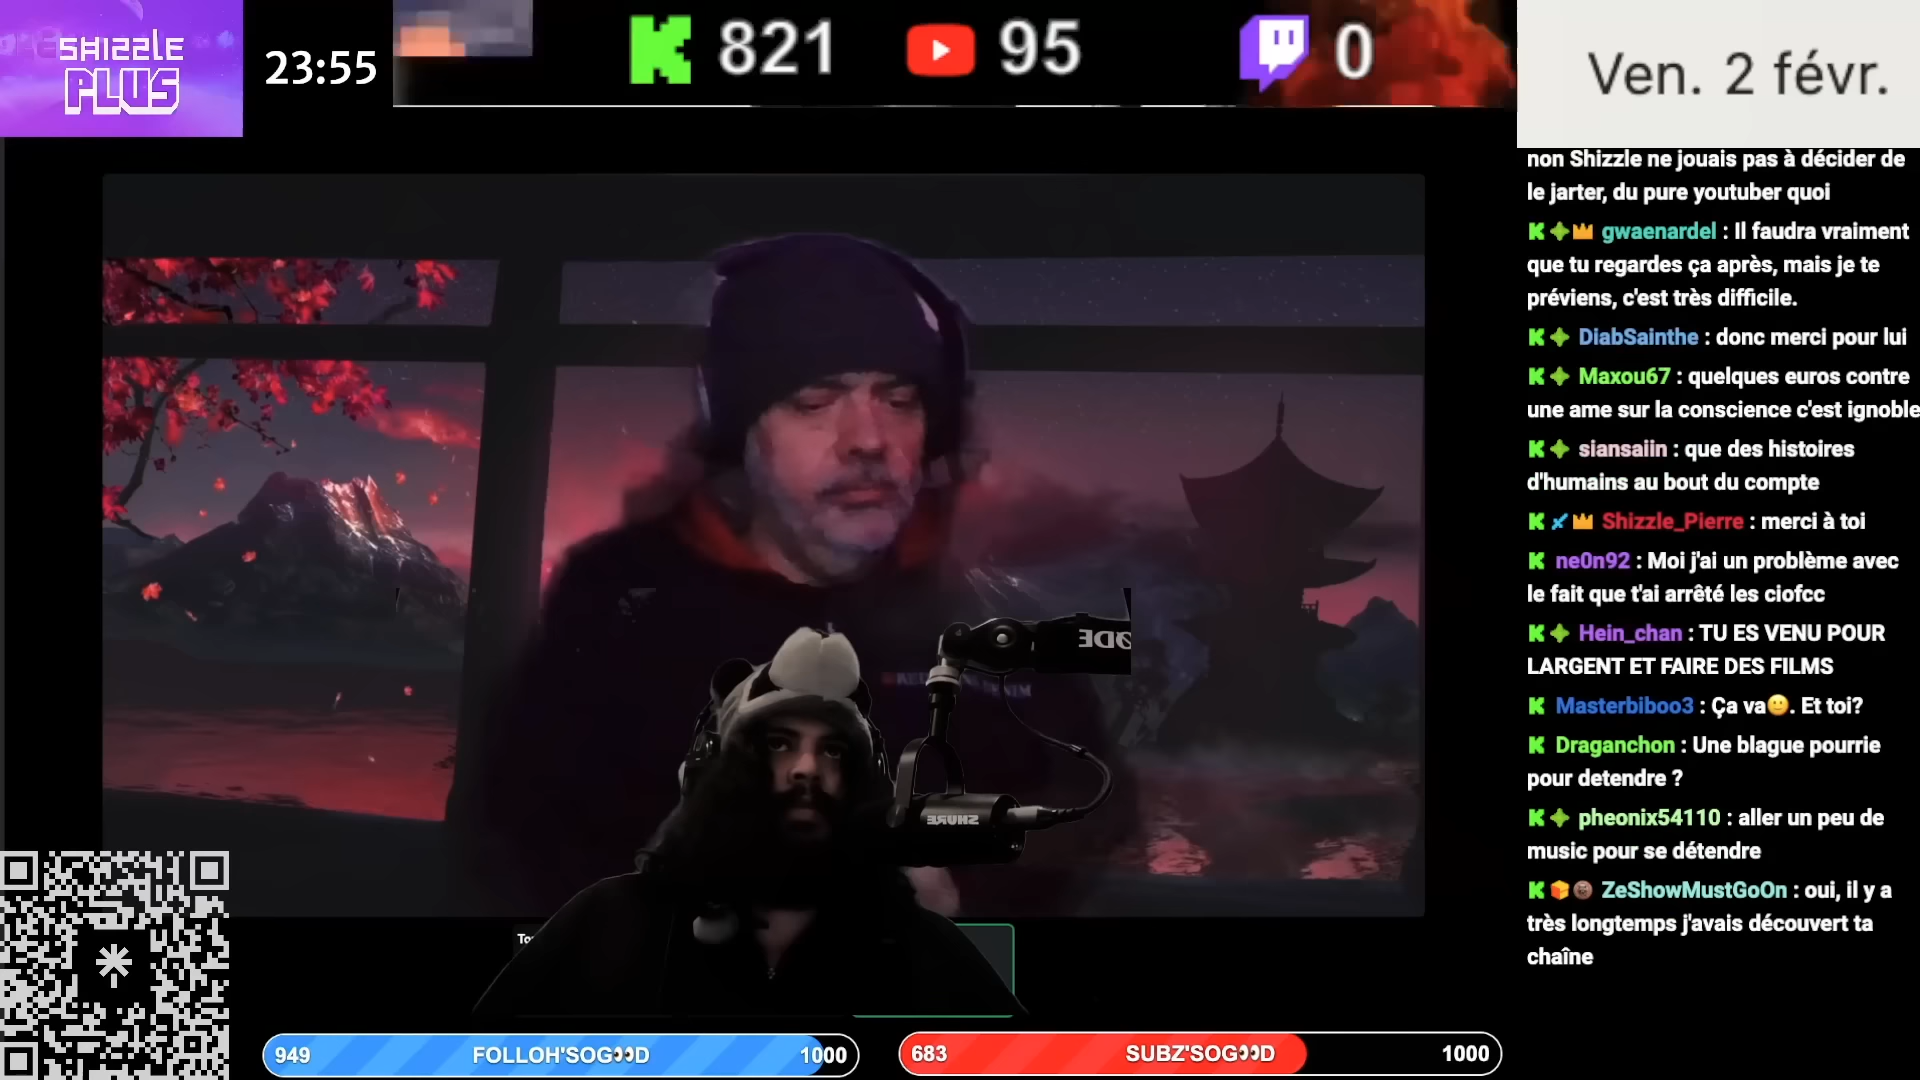 SHIZZLE
PLUS
23:55
821
95
0
Ven. 2 févr.
non Shizzle ne jouais pas à décider de
le jarter, du pure youtuber quoi
gwaenardel : Il faudra vraiment
que tu regardes ça après, mais je te
préviens, c'est très difficile.
DiabSainthe : donc merci pour lui
Maxou67 : quelques euros contre
une ame sur la conscience c'est ignoble
siansaiin : que des histoires
d'humains au bout du compte
Shizzle_Pierre : merci à toi
ne0n92 : Moi j'ai un problème avec
le fait que t'ai arrêté les ciofcc
Hein_chan : TU ES VENU POUR
LARGENT ET FAIRE DES FILMS
Masterbiboo3 : Ça va🙂. Et toi?
Draganchon : Une blague pourrie
pour detendre ?
pheonix54110 : aller un peu de
music pour se détendre
ZeShowMustGoOn : oui, il y a
très longtemps j'avais découvert ta
chaîne
SHURE
949 FOLLOH'SOG👀D 1000
683 SUBZ'SOG👀D 1000